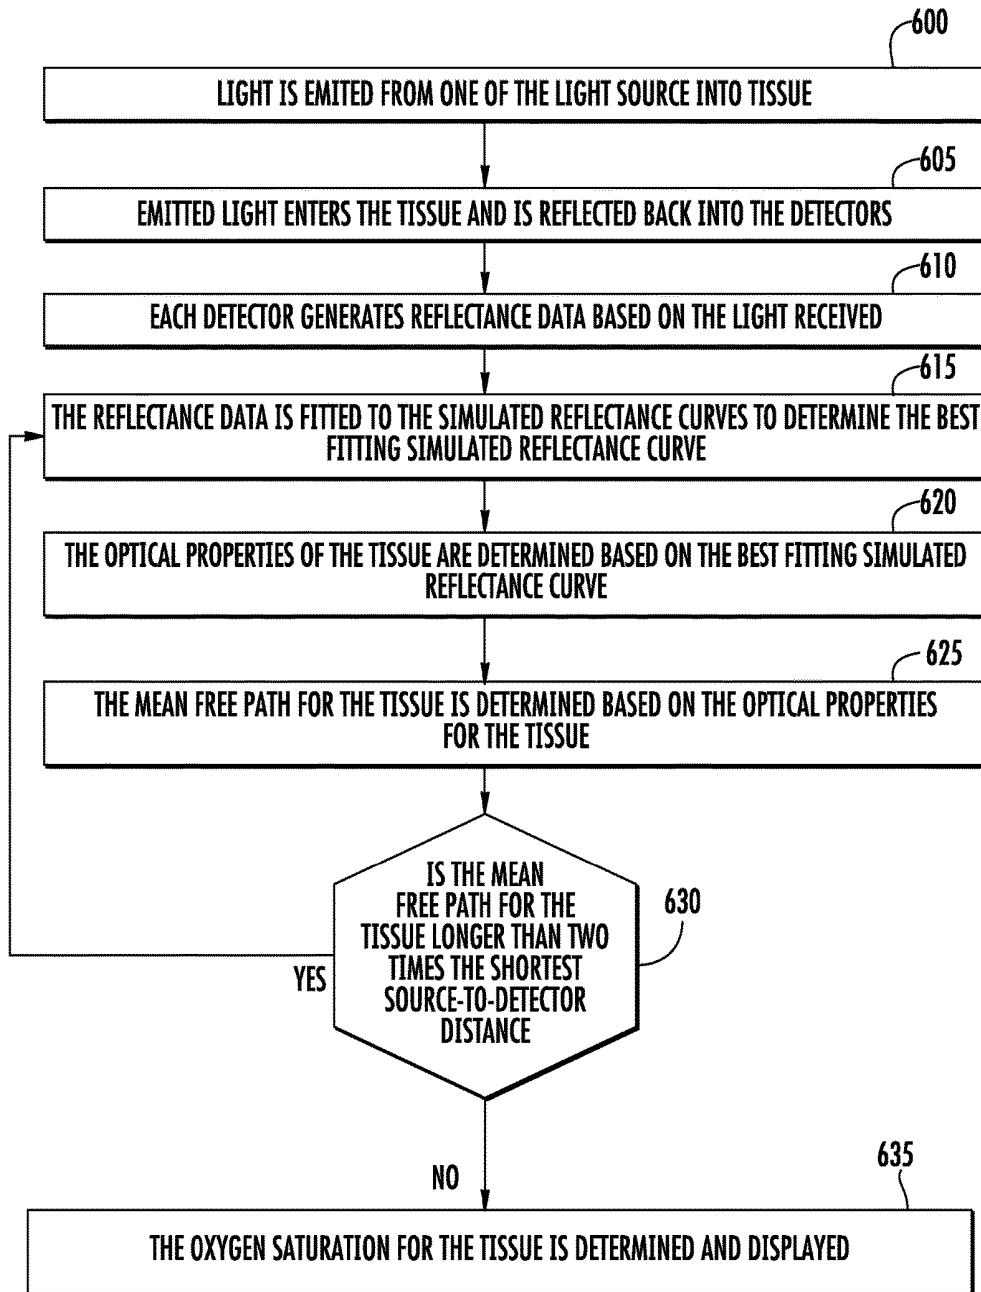 600
LIGHT IS EMITED FROM ONE OF THE LIGHT SOURCE INTO TISSUE
605
EMITTED LIGHT ENTERS THE TISSUE AND IS REFLECTED BACK INTO THE DETECTORS
610
EACH DETECTOR GENERATES REFLECTANCE DATA BASED ON THE LIGHT RECEIVED
615
THE REFLECTANCE DATA IS FITTED TO THE SIMULATED REFLECTANCE CURVES TO DETERMINE THE BEST
FITTING SIMULATED REFLECTANCE CURVE
620
THE OPTICAL PROPERTIES OF THE TISSUE ARE DETERMINED BASED ON THE BEST FITTING SIMULATED
REFLECTANCE CURVE
625
THE MEAN FREE PATH FOR THE TISSUE IS DETERMINED BASED ON THE OPTICAL PROPERTIES
FOR THE TISSUE
IS THE MEAN
FREE PATH FOR THE
TISSUE LONGER THAN TWO
TIMES THE SHORTEST
SOURCE-TO-DETECTOR
DISTANCE
630
YES
NO
635
THE OXYGEN SATURATION FOR THE TISSUE IS DETERMINED AND DISPLAYED